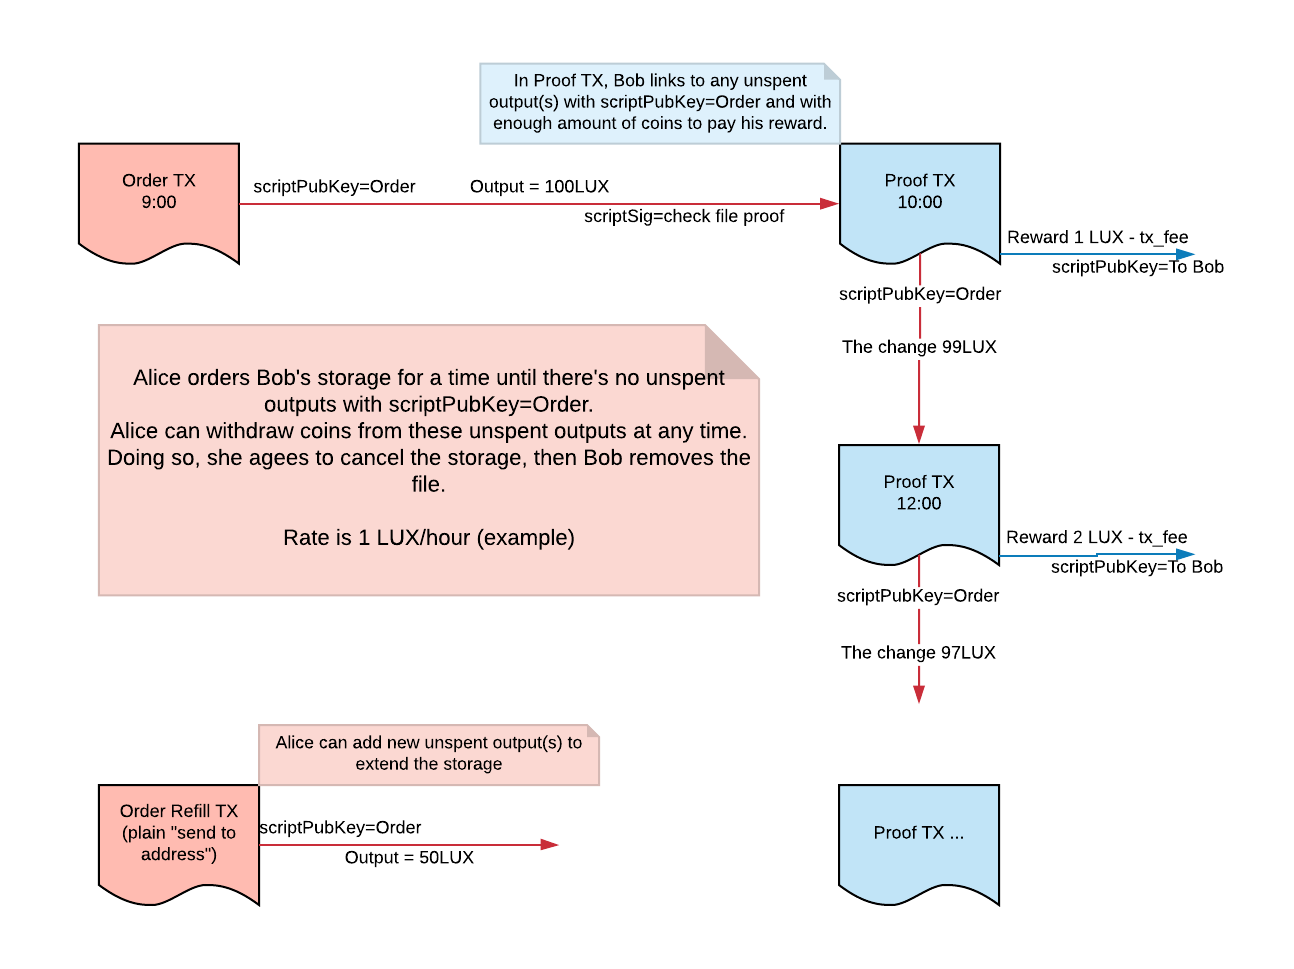 In Proof TX, Bob links to any unspent
output(s) with scriptPubKey=Order and with
enough amount of coins to pay his reward.
Order TX
9:00
scriptPubKey=Order
Output = 100LUX
scriptSig=check file proof
Proof TX
10:00
Reward 1 LUX - tx_fee
scriptPubKey=To Bob
scriptPubKey=Order
The change 99LUX
Alice orders Bob's storage for a time until there's no unspent
outputs with scriptPubKey=Order.
Alice can withdraw coins from these unspent outputs at any time.
Doing so, she agees to cancel the storage, then Bob removes the
file.
Rate is 1 LUX/hour (example)
Proof TX
12:00
Reward 2 LUX - tx_fee
scriptPubKey=To Bob
scriptPubKey=Order
The change 97LUX
Alice can add new unspent output(s) to
extend the storage
Order Refill TX
(plain "send to
address")
scriptPubKey=Order
Output = 50LUX
Proof TX ...